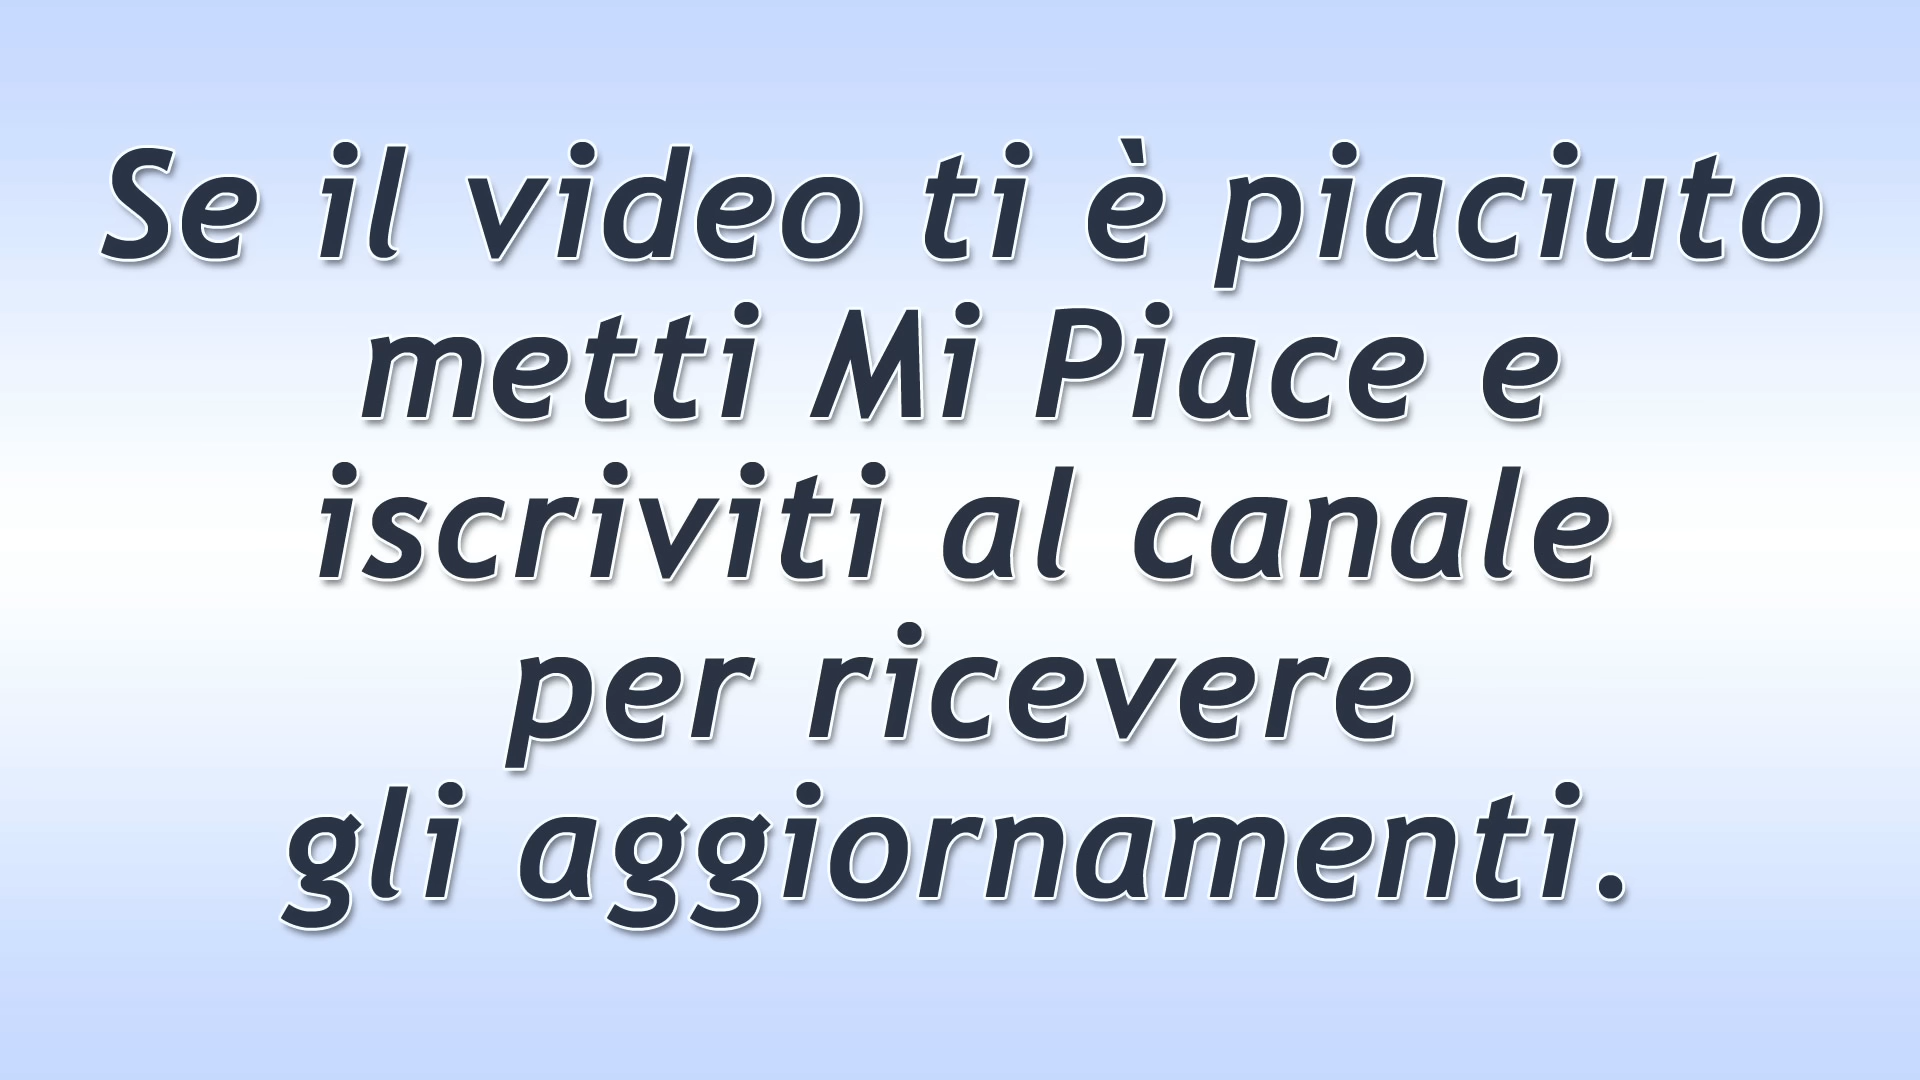 Se il video ti è piaciuto
metti Mi Piace e
iscriviti al canale
per ricevere
gli aggiornamenti.